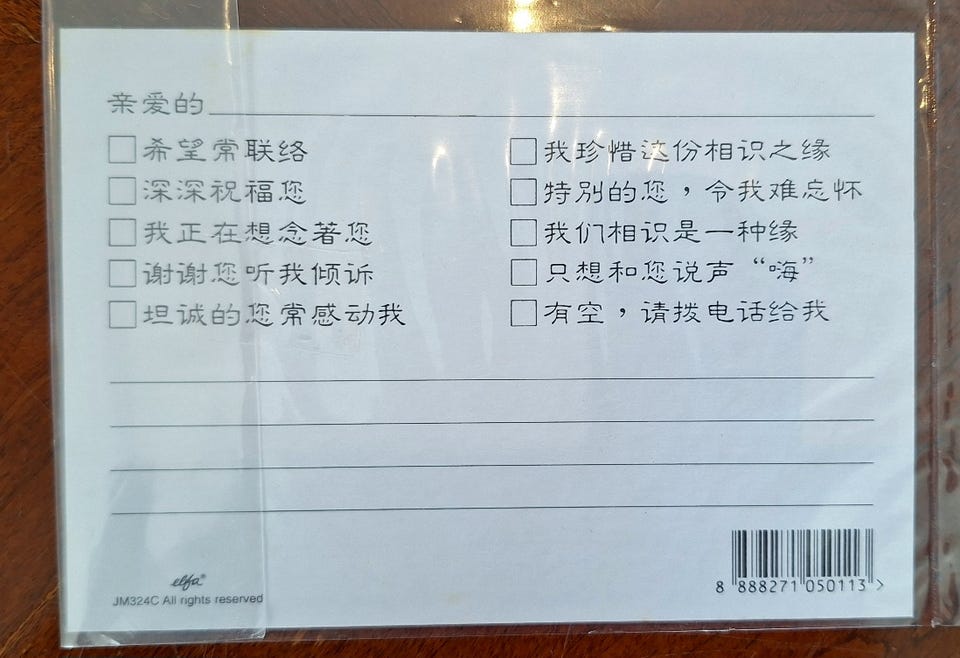 亲爱的
□希望常联络
□深深祝福您
□我正在想念著您
□谢谢您听我倾诉
□坦诚的您常感动我
□我珍惜这份相识之缘
□特别的您，令我难忘怀
□我们相识是一种缘
□只想和您说声“嗨”
□有空，请拨电话给我
elfa®
JM324C All rights reserved
8 888271 050113 >